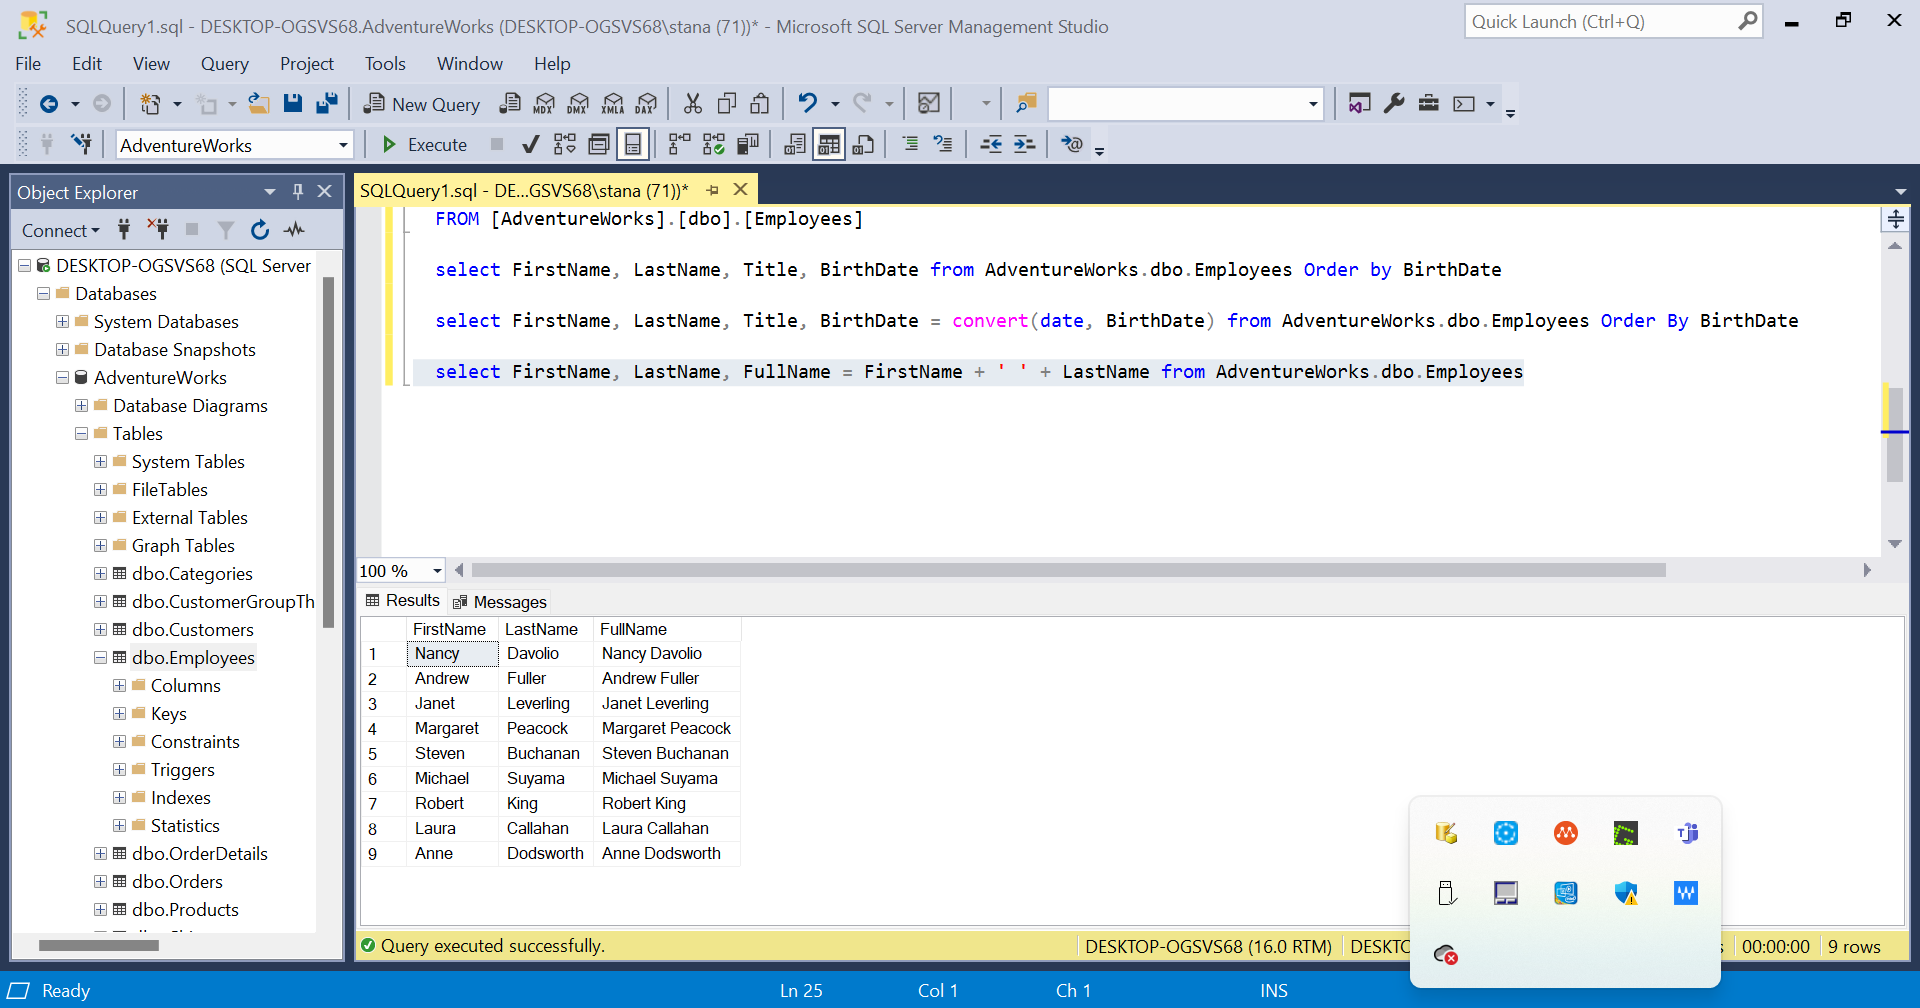 SQLQuery1.sql - DESKTOP-OGSVS68.AdventureWorks (DESKTOP-OGSVS68\stana (71))* - Microsoft SQL Server Management Studio
Quick Launch (Ctrl+Q)
File Edit View Query Project Tools Window Help
New Query MDX DMX XMLA DAX
AdventureWorks Execute
Object Explorer
Connect
DESKTOP-OGSVS68 (SQL Server
Databases
System Databases
Database Snapshots
AdventureWorks
Database Diagrams
Tables
System Tables
FileTables
External Tables
Graph Tables
dbo.Categories
dbo.CustomerGroupTh
dbo.Customers
dbo.Employees
Columns
Keys
Constraints
Triggers
Indexes
Statistics
dbo.OrderDetails
dbo.Orders
dbo.Products
SQLQuery1.sql - DE...GSVS68\stana (71))*
FROM [AdventureWorks].[dbo].[Employees]
select FirstName, LastName, Title, BirthDate from AdventureWorks.dbo.Employees Order by BirthDate
select FirstName, LastName, Title, BirthDate = convert(date, BirthDate) from AdventureWorks.dbo.Employees Order By BirthDate
select FirstName, LastName, FullName = FirstName + ' ' + LastName from AdventureWorks.dbo.Employees
100 %
Results Messages
FirstName LastName FullName
1 Nancy Davolio Nancy Davolio
2 Andrew Fuller Andrew Fuller
3 Janet Leverling Janet Leverling
4 Margaret Peacock Margaret Peacock
5 Steven Buchanan Steven Buchanan
6 Michael Suyama Michael Suyama
7 Robert King Robert King
8 Laura Callahan Laura Callahan
9 Anne Dodsworth Anne Dodsworth
Query executed successfully. DESKTOP-OGSVS68 (16.0 RTM) DESKTO 00:00:00 9 rows
Ready Ln 25 Col 1 Ch 1 INS